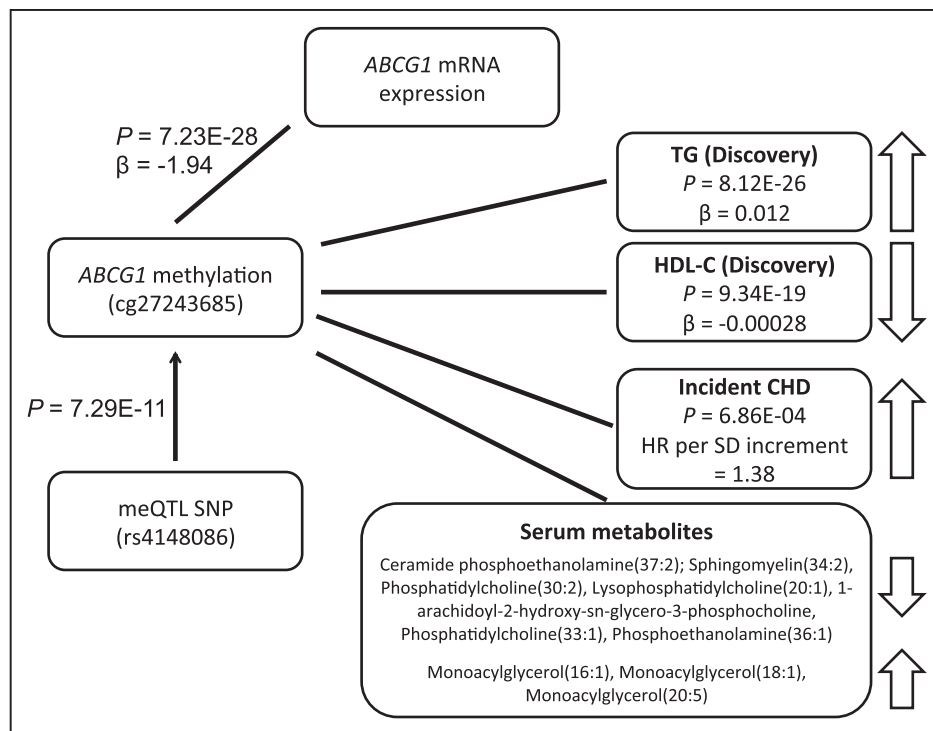 ABCG1 mRNA
expression
P = 7.23E-28
β = -1.94
TG (Discovery)
P = 8.12E-26
β = 0.012
ABCG1 methylation
(cg27243685)
HDL-C (Discovery)
P = 9.34E-19
β = -0.00028
P = 7.29E-11
Incident CHD
P = 6.86E-04
HR per SD increment
= 1.38
meQTL SNP
(rs4148086)
Serum metabolites
Ceramide phosphoethanolamine(37:2); Sphingomyelin(34:2),
Phosphatidylcholine(30:2), Lysophosphatidylcholine(20:1), 1-
arachidoyl-2-hydroxy-sn-glycero-3-phosphocholine,
Phosphatidylcholine(33:1), Phosphoethanolamine(36:1)
Monoacylglycerol(16:1), Monoacylglycerol(18:1),
Monoacylglycerol(20:5)